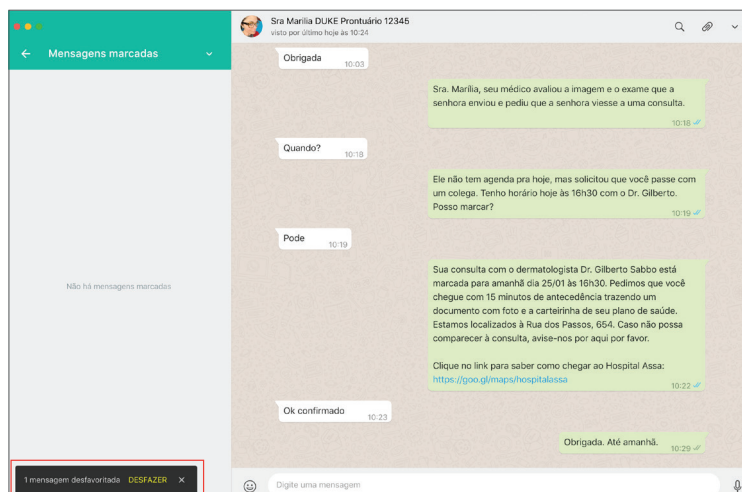 Mensagens marcadas
Não há mensagens marcadas
1 mensagem desfavoritada DESFAZER ×
Sra Marilia DUKE Prontuário 12345
visto por último hoje às 10:24
Obrigada
10:03
Sra. Marília, seu médico avaliou a imagem e o exame que a
senhora enviou e pediu que a senhora viesse a uma consulta.
10:18
Quando?
10:18
Ele não tem agenda pra hoje, mas solicitou que você passe com
um colega. Tenho horário hoje às 16h30 com o Dr. Gilberto.
Posso marcar?
10:19
Pode
10:19
Sua consulta com o dermatologista Dr. Gilberto Sabbo está
marcada para amanhã dia 25/01 às 16h30. Pedimos que você
chegue com 15 minutos de antecedência trazendo um
documento com foto e a carteirinha de seu plano de saúde.
Estamos localizados à Rua dos Passos, 654. Caso não possa
comparecer à consulta, avise-nos por aqui por favor.
Clique no link para saber como chegar ao Hospital Assa:
https://goo.gl/maps/hospitalassa
10:22
Ok confirmado
10:23
Obrigada. Até amanhã.
10:29
Digite uma mensagem